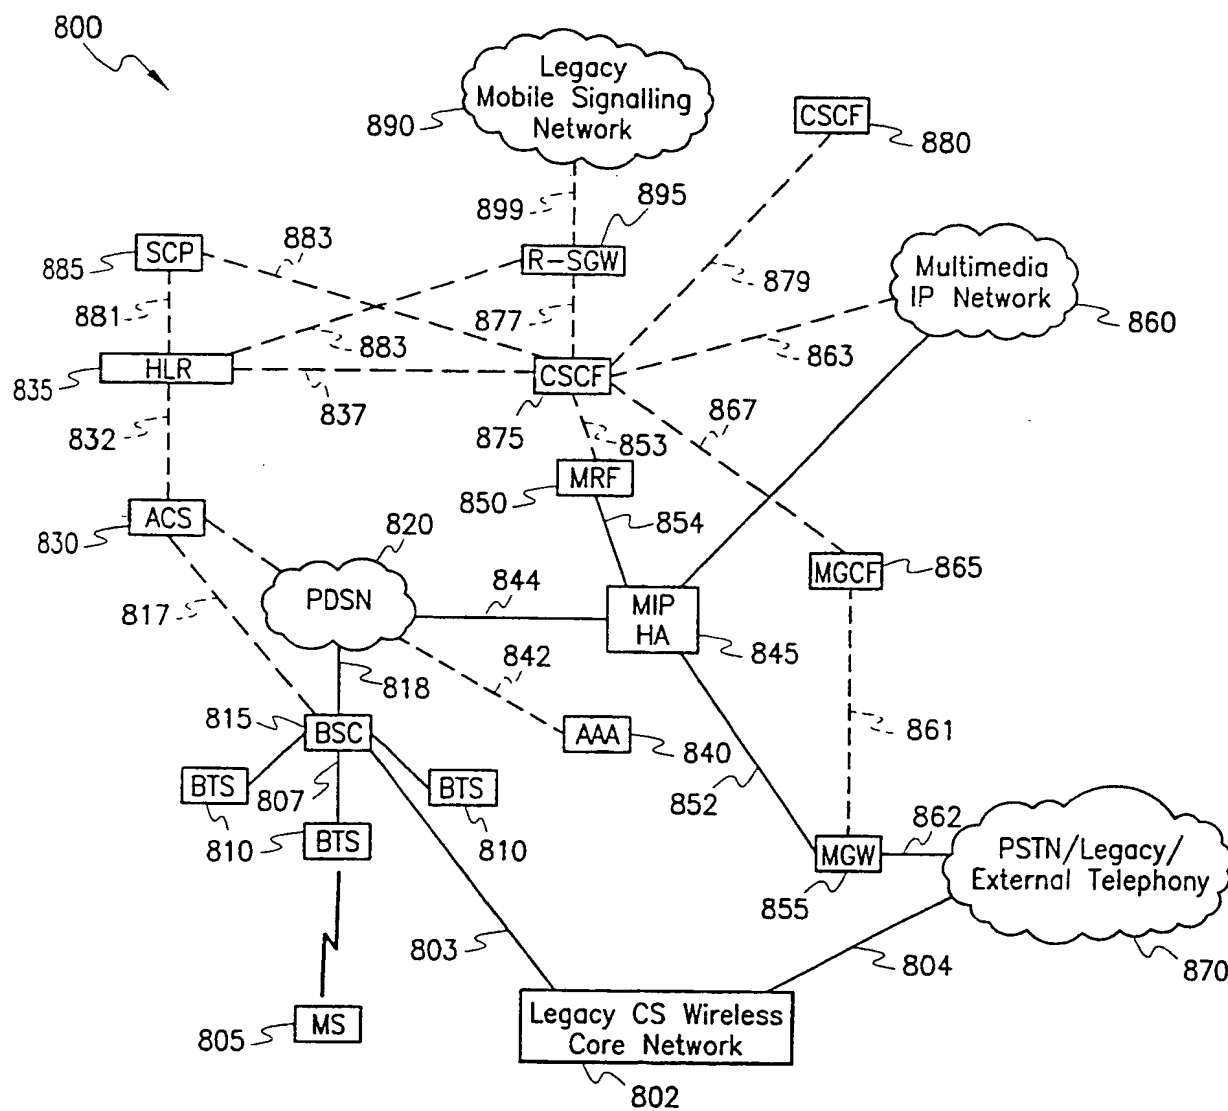 800
Legacy
Mobile Signalling
Network
890
CSCF
880
899
895
SCP
885
883
R-SGW
Multimedia
IP Network
860
881
877
879
883
863
HLR
835
837
CSCF
875
867
832
853
MRF
850
854
ACS
830
820
MGCF
865
817
PDSN
844
MIP
HA
845
842
818
815
BSC
AAA
840
861
BTS
807
BTS
852
810
BTS
810
862
MGW
855
PSTN/Legacy/
External Telephony
870
803
804
MS
805
Legacy CS Wireless
Core Network
802